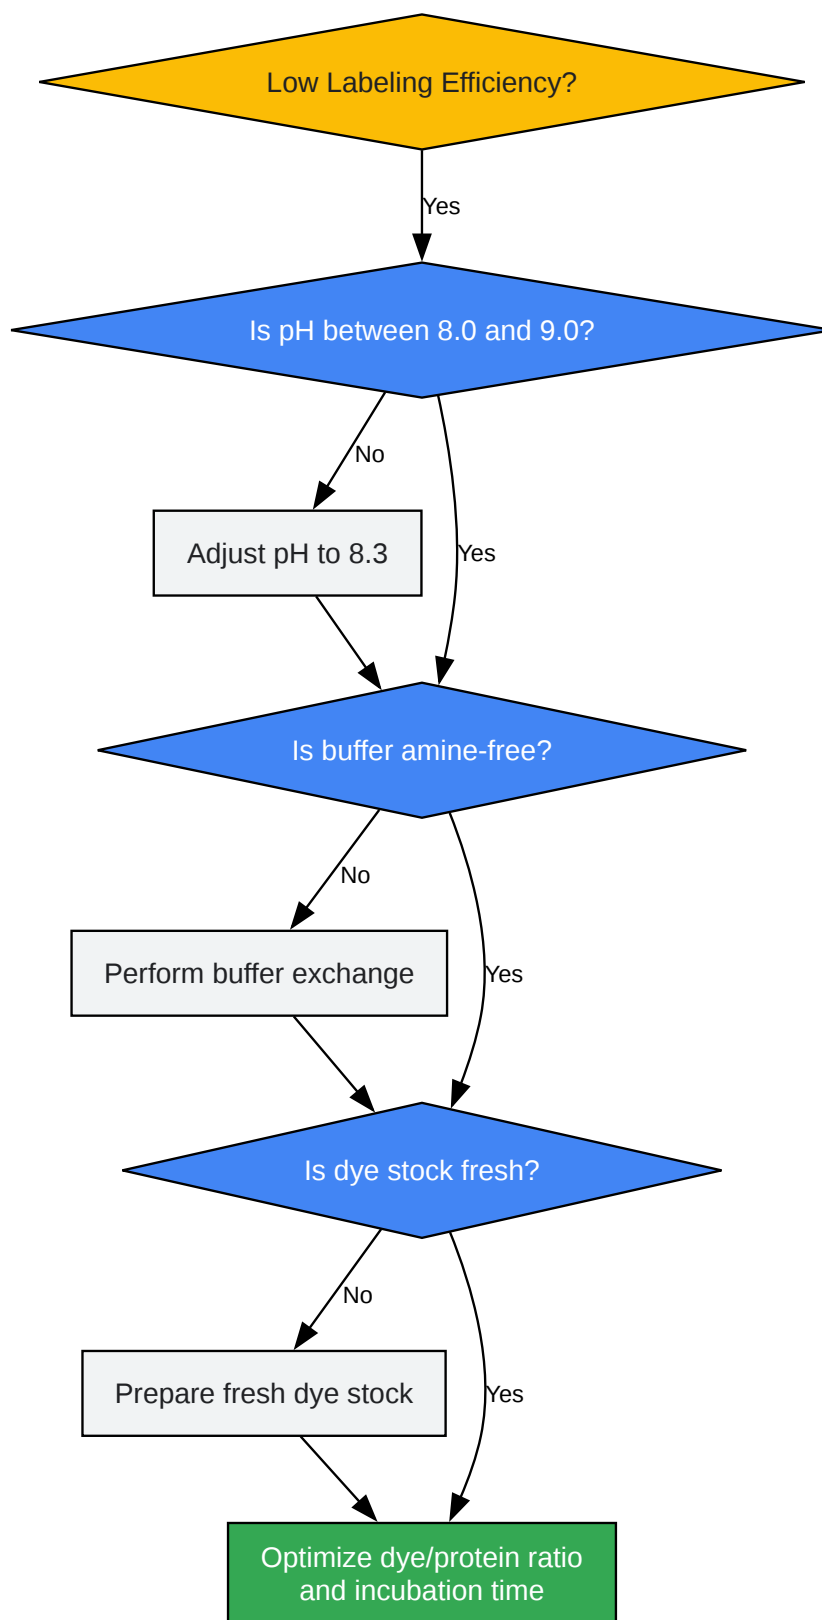 Low Labeling Efficiency?
Yes
Is pH between 8.0 and 9.0?
No
Adjust pH to 8.3
Yes
Is buffer amine-free?
No
Perform buffer exchange
Yes
Is dye stock fresh?
No
Prepare fresh dye stock
Yes
Optimize dye/protein ratio
and incubation time